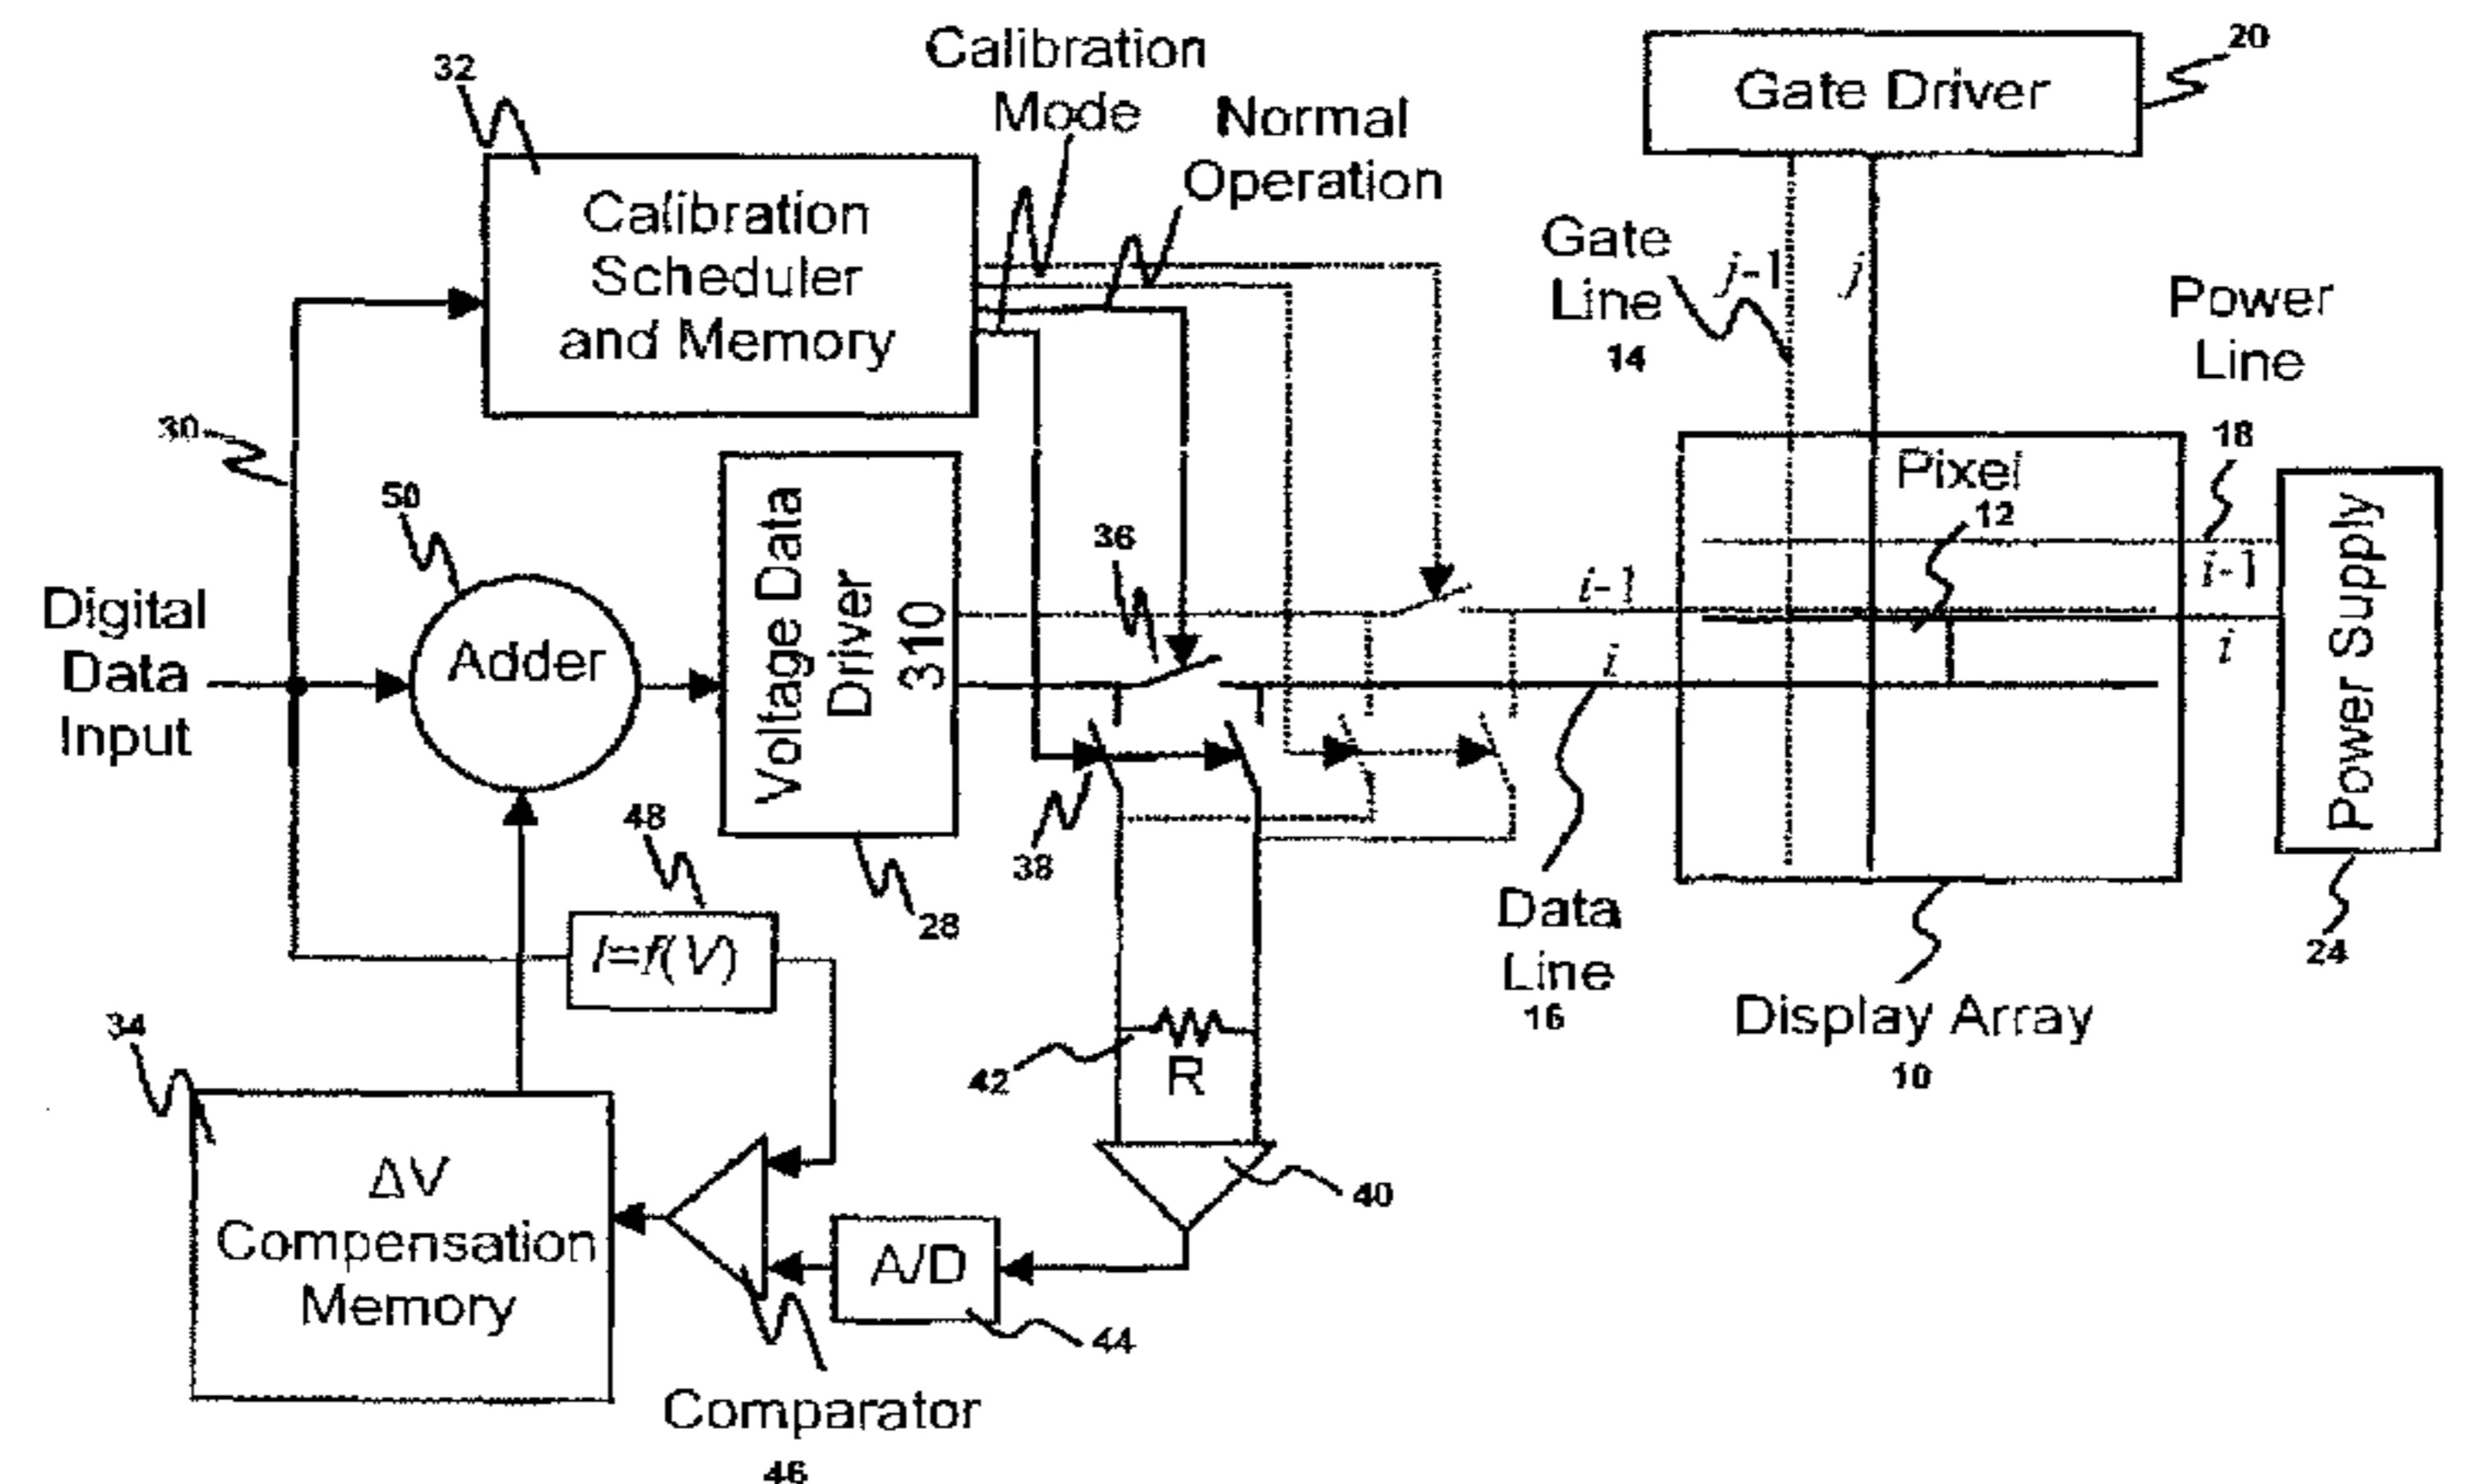 Calibration
Mode
Normal
Operation
32
20
Gate Driver
Calibration
Scheduler
and Memory
Gate
Line
14
j-1
j
Power
Line
18
30
50
Digital
Data
Input
Adder
Voltage Data
Driver
310
28
36
38
i-1
i
Pixel
12
i-1
i
Power Supply
24
Data
Line
16
Display Array
10
48
I=f(V)
34
ΔV
Compensation
Memory
42
R
40
A/D
44
Comparator
46